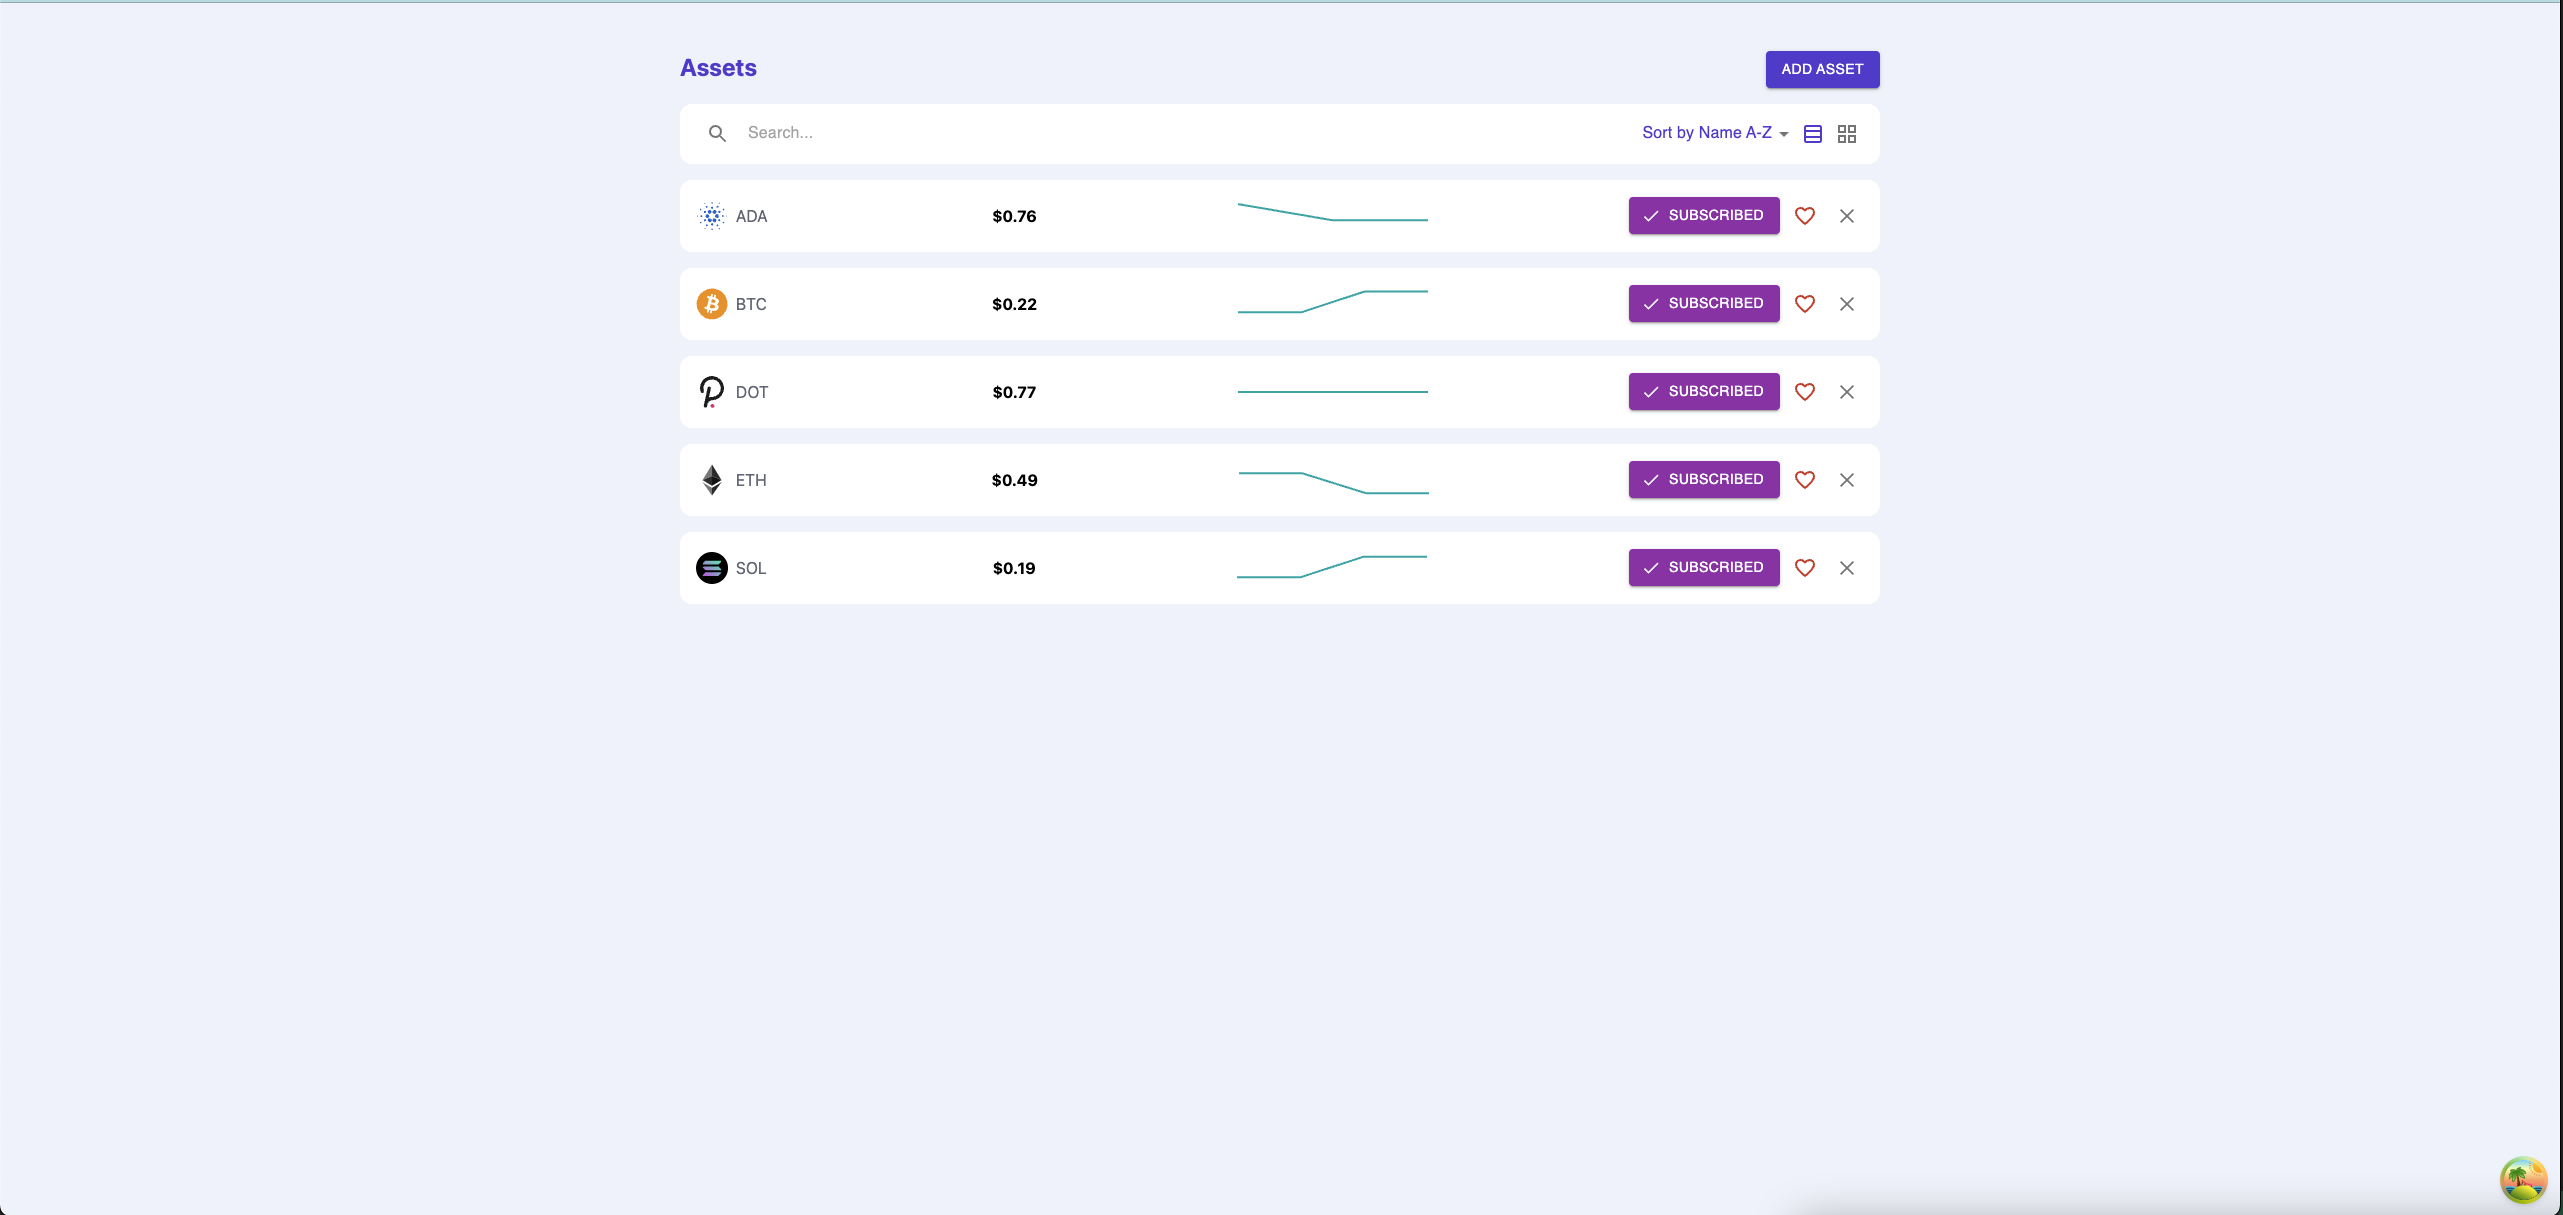 Assets
ADD ASSET
Search...
Sort by Name A-Z
ADA $0.76 SUBSCRIBED
BTC $0.22 SUBSCRIBED
DOT $0.77 SUBSCRIBED
ETH $0.49 SUBSCRIBED
SOL $0.19 SUBSCRIBED